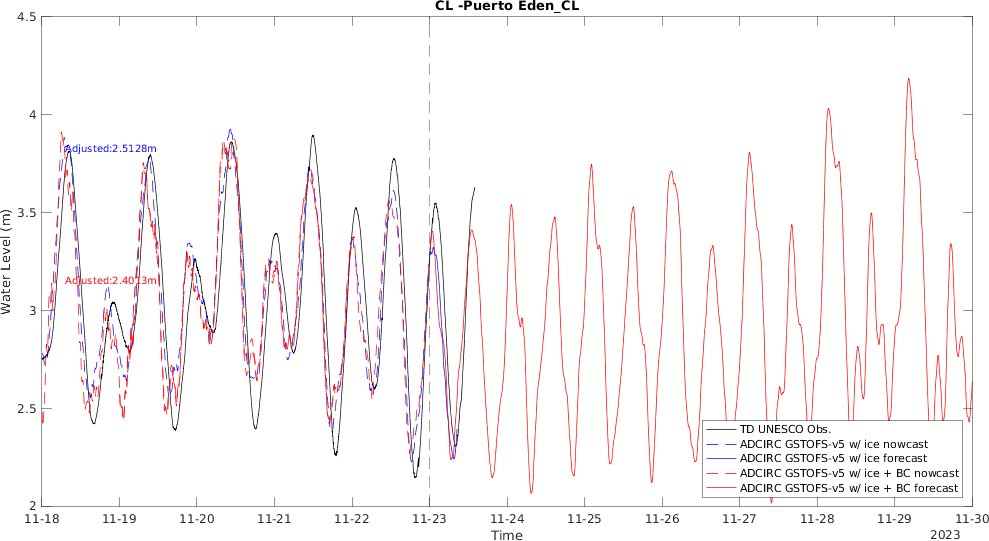 CL -Puerto Eden_CL
4.5
4
3.5
3
2.5
2
Water Level (m)
Adjusted:2.5128m
Adjusted:2.4013m
TD UNESCO Obs.
ADCIRC GSTOFS-v5 w/ ice nowcast
ADCIRC GSTOFS-v5 w/ ice forecast
ADCIRC GSTOFS-v5 w/ ice + BC nowcast
ADCIRC GSTOFS-v5 w/ ice + BC forecast
11-18 11-19 11-20 11-21 11-22 11-23 11-24 11-25 11-26 11-27 11-28 11-29 11-30
Time
2023